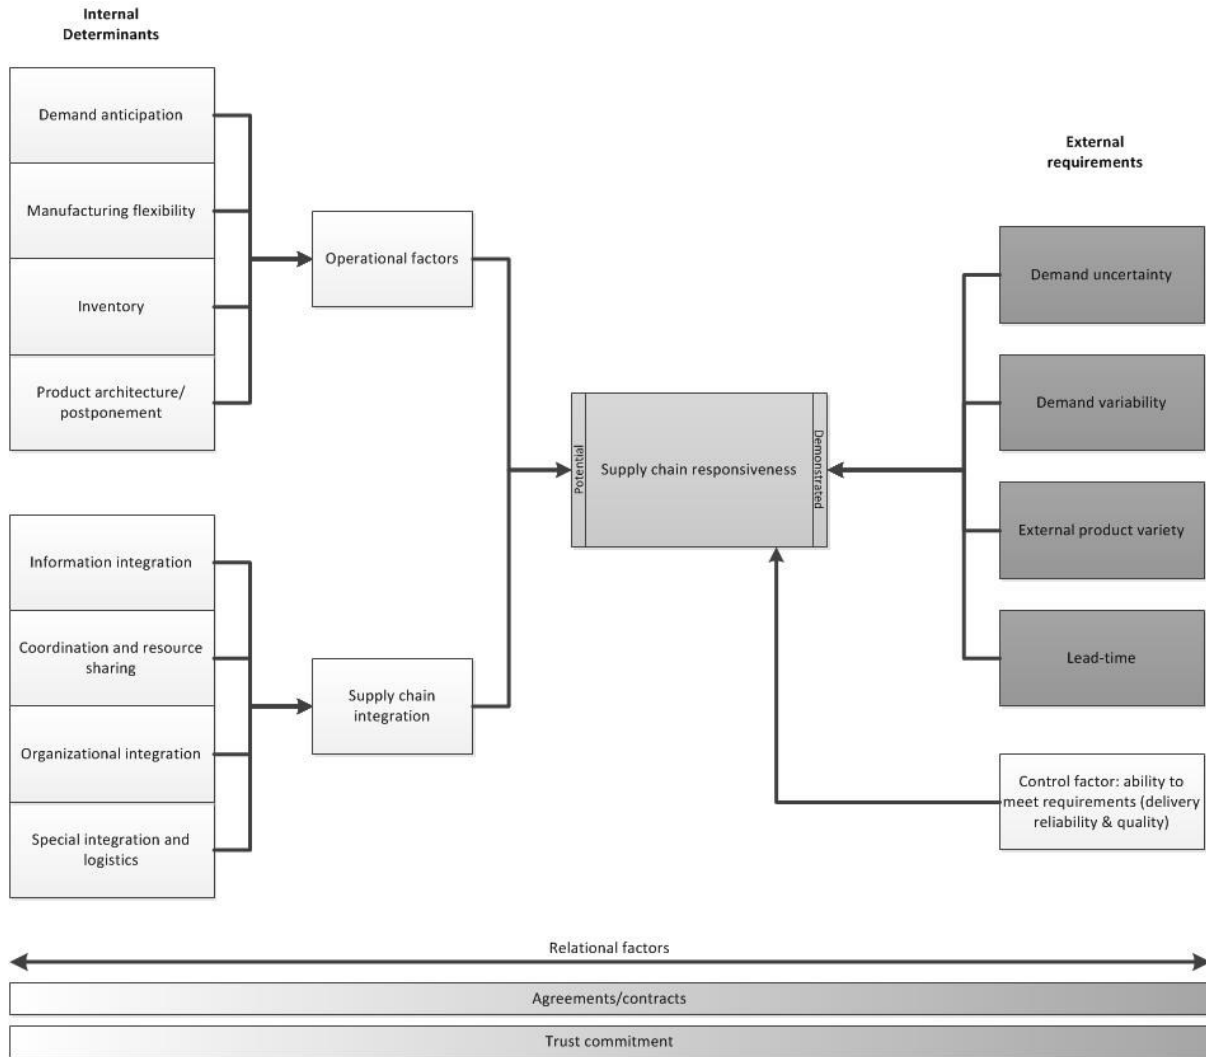 Internal
Determinants
Demand anticipation
Manufacturing flexibility
Inventory
Product architecture/
postponement
Information integration
Coordination and resource
sharing
Organizational integration
Special integration and
logistics
Operational factors
Supply chain
integration
Potential
Supply chain responsiveness
Demonstrated
External
requirements
Demand uncertainty
Demand variability
External product variety
Lead-time
Control factor: ability to
meet requirements (delivery
reliability & quality)
Relational factors
Agreements/contracts
Trust commitment